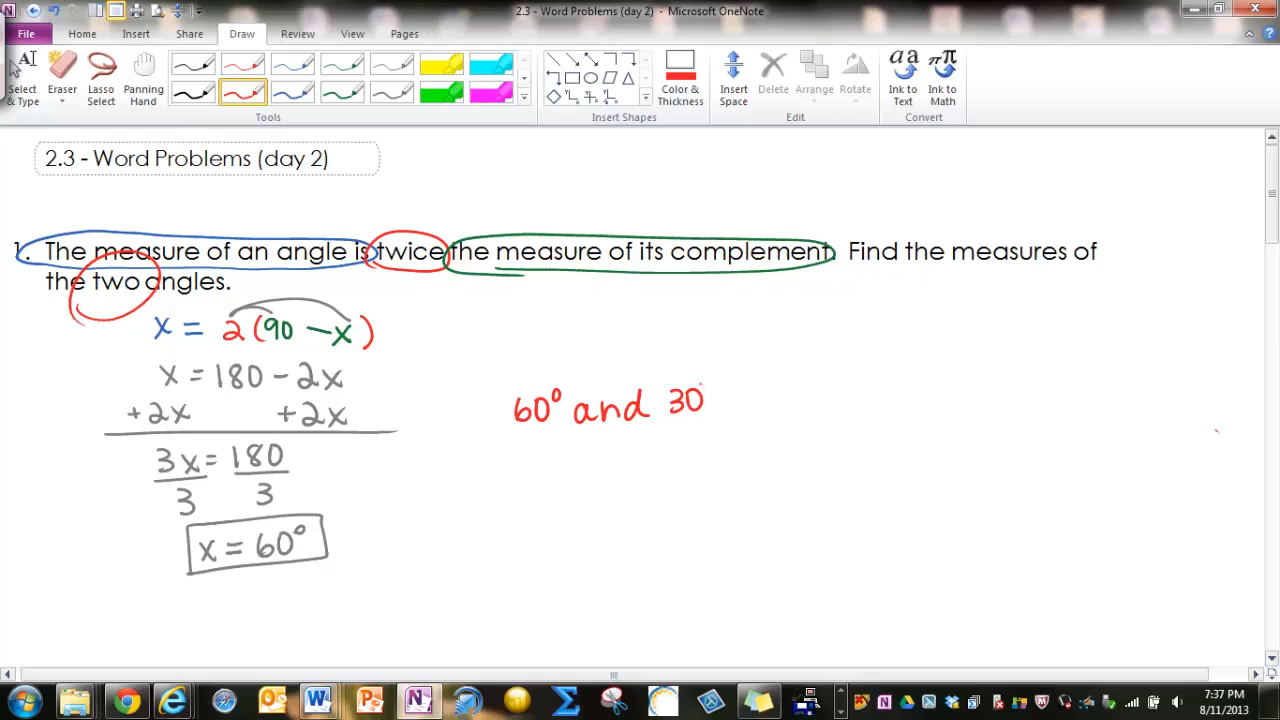 2.3 - Word Problems (day 2) - Microsoft OneNote
File Home Insert Share Draw Review View Pages
Select & Type
Eraser
Lasso Select
Panning Hand
Color & Thickness
Insert Space
Delete
Arrange
Rotate
Ink to Text
Ink to Math
Tools
Insert Shapes
Edit
Convert
2.3 - Word Problems (day 2)
1. The measure of an angle is twice the measure of its complement. Find the measures of
the two angles.
x = 2(90 - x)
x = 180 - 2x
+2x +2x
3x = 180
3 3
x = 60°
60° and 30
7:37 PM
8/11/2013